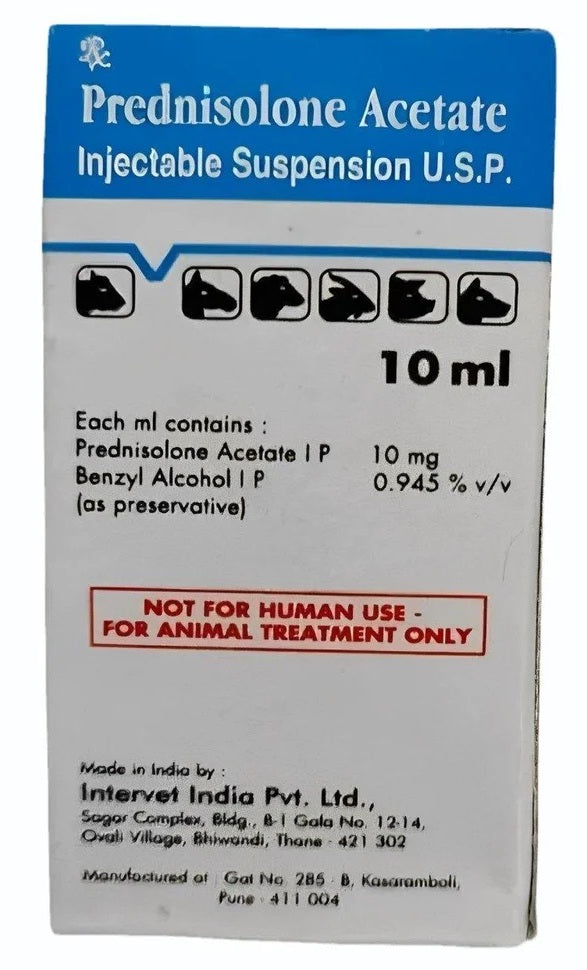 Rx
Prednisolone Acetate
Injectable Suspension U.S.P.
10 ml
Each ml contains :
Prednisolone Acetate I P 10 mg
Benzyl Alcohol I P 0.945 % v/v
(as preservative)
NOT FOR HUMAN USE -
FOR ANIMAL TREATMENT ONLY
Made in India by :
Intervet India Pvt. Ltd.,
Sagar Complex, Bldg., B-1 Gala No. 12-14,
Ovali Village, Bhiwandi, Thane - 421 302
Manufactured at Gat No 285 - B, Kasaramboli,
Pune - 411 004